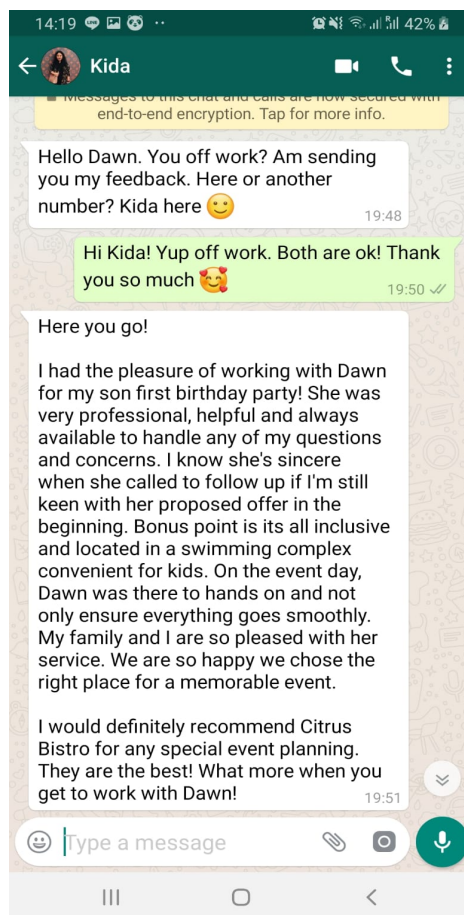 14:19
42%
Kida
Messages to this chat and calls are now secured with
end-to-end encryption. Tap for more info.
Hello Dawn. You off work? Am sending
you my feedback. Here or another
number? Kida here
19:48
Hi Kida! Yup off work. Both are ok! Thank
you so much
19:50
Here you go!
I had the pleasure of working with Dawn
for my son first birthday party! She was
very professional, helpful and always
available to handle any of my questions
and concerns. I know she's sincere
when she called to follow up if I'm still
keen with her proposed offer in the
beginning. Bonus point is its all inclusive
and located in a swimming complex
convenient for kids. On the event day,
Dawn was there to hands on and not
only ensure everything goes smoothly.
My family and I are so pleased with her
service. We are so happy we chose the
right place for a memorable event.
I would definitely recommend Citrus
Bistro for any special event planning.
They are the best! What more when you
get to work with Dawn!
19:51
Type a message